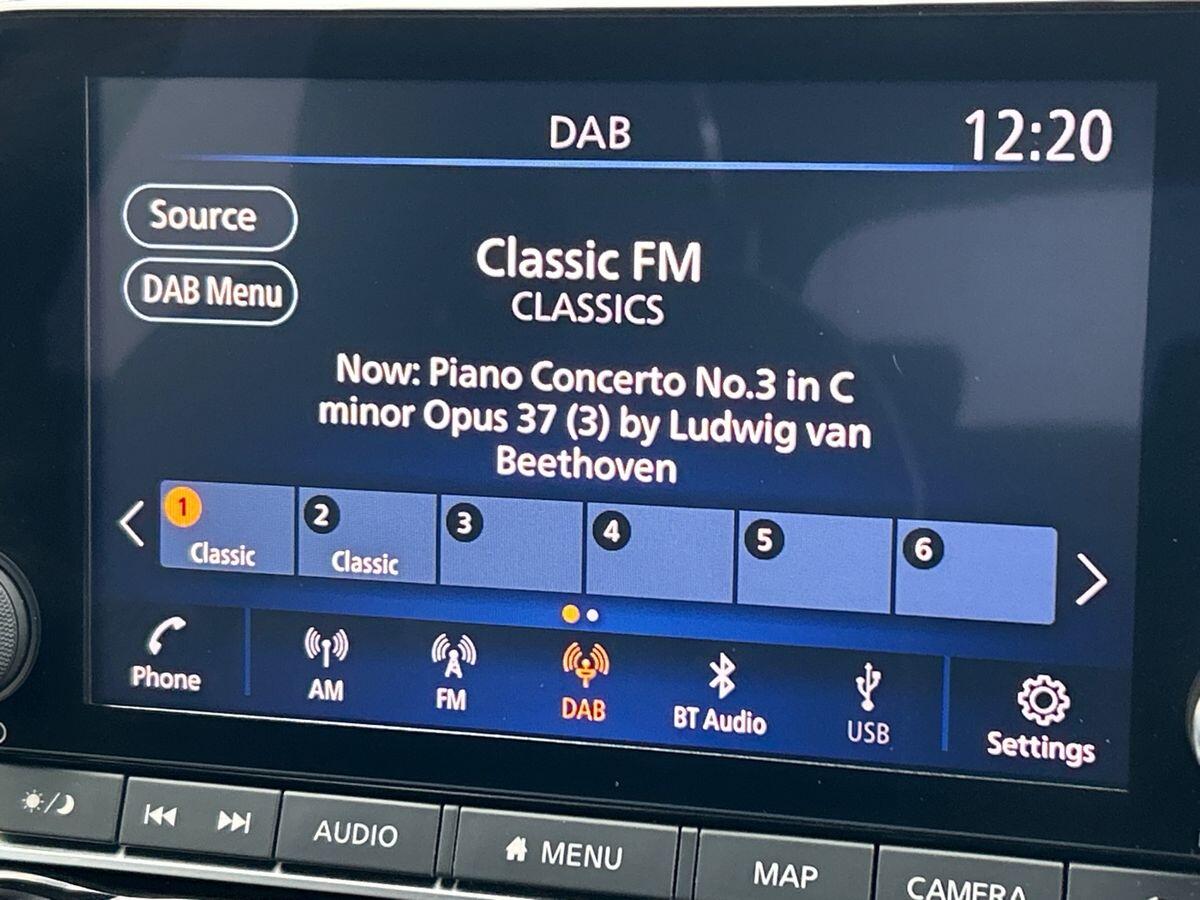 DAB
12:20
Source
DAB Menu
Classic FM
CLASSICS
Now: Piano Concerto No.3 in C
minor Opus 37 (3) by Ludwig van
Beethoven
1 2 3 4 5 6
Classic Classic
Phone AM FM DAB BT Audio USB Settings
AUDIO MENU MAP CAMERA